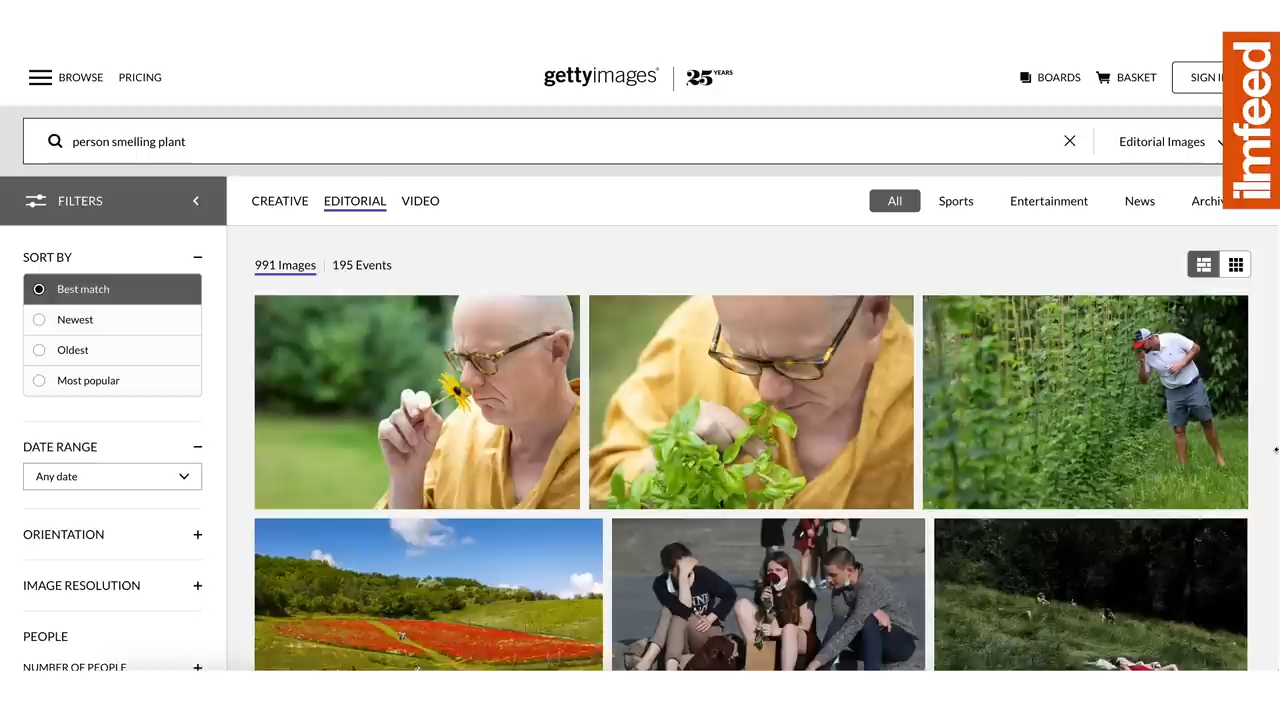 BROWSE PRICING
gettyimages® 25 YEARS
BOARDS BASKET SIGN I
ilmfeed
person smelling plant
Editorial Images
FILTERS
CREATIVE EDITORIAL VIDEO
All Sports Entertainment News Archiv
SORT BY
Best match
Newest
Oldest
Most popular
991 Images 195 Events
DATE RANGE
Any date
ORIENTATION
IMAGE RESOLUTION
PEOPLE
NUMBER OF PEOPLE